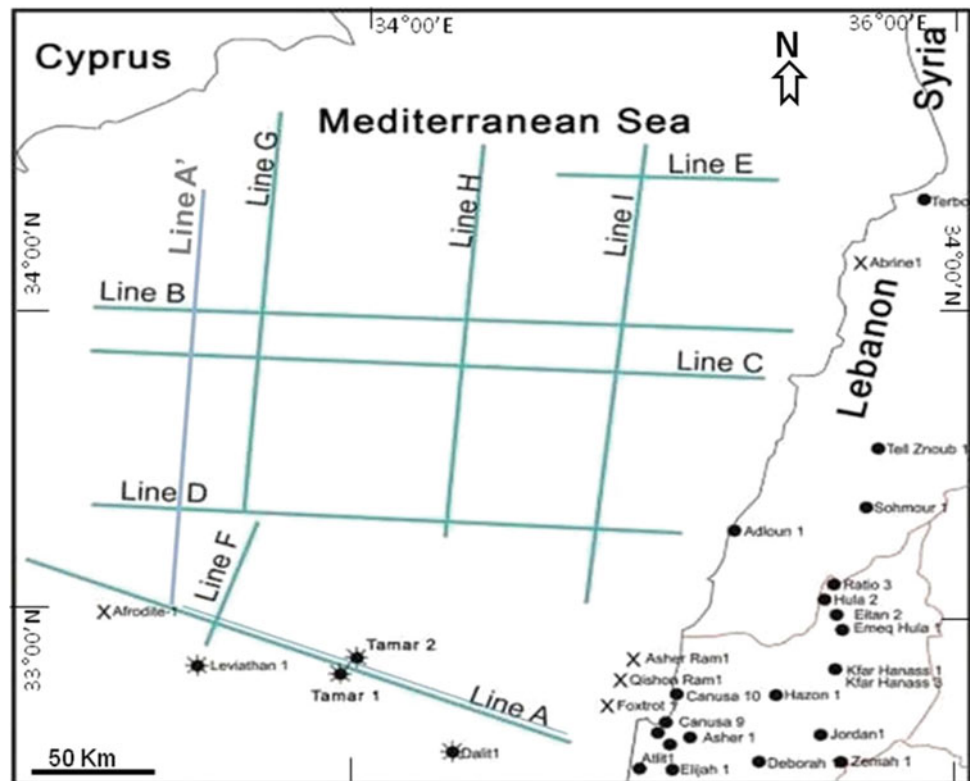 34°00'E
36°00'E
Cyprus
N
Syria
Mediterranean Sea
Line G
Line A'
Line H
Line E
Line I
Terbo
34°00'N
34°00'N
Abrine1
Line B
Lebanon
Line C
Tell Znoub 1
Line D
Sohmour 1
Adloun 1
Line F
Ratio 3
Hula 2
Afrodite-1
Eitan 2
Emeq Hula 1
33°00'N
Tamar 2
Asher Ram1
Leviathan 1
Kfar Hanass 1
Qishon Ram1
Kfar Hanass 3
Tamar 1
Canusa 10
Hazon 1
Line A
Foxtrot 1
Canusa 9
Asher 1
Jordan1
50 Km
Dalit1
Atlit1
Elijah 1
Deborah 1
Zemah 1